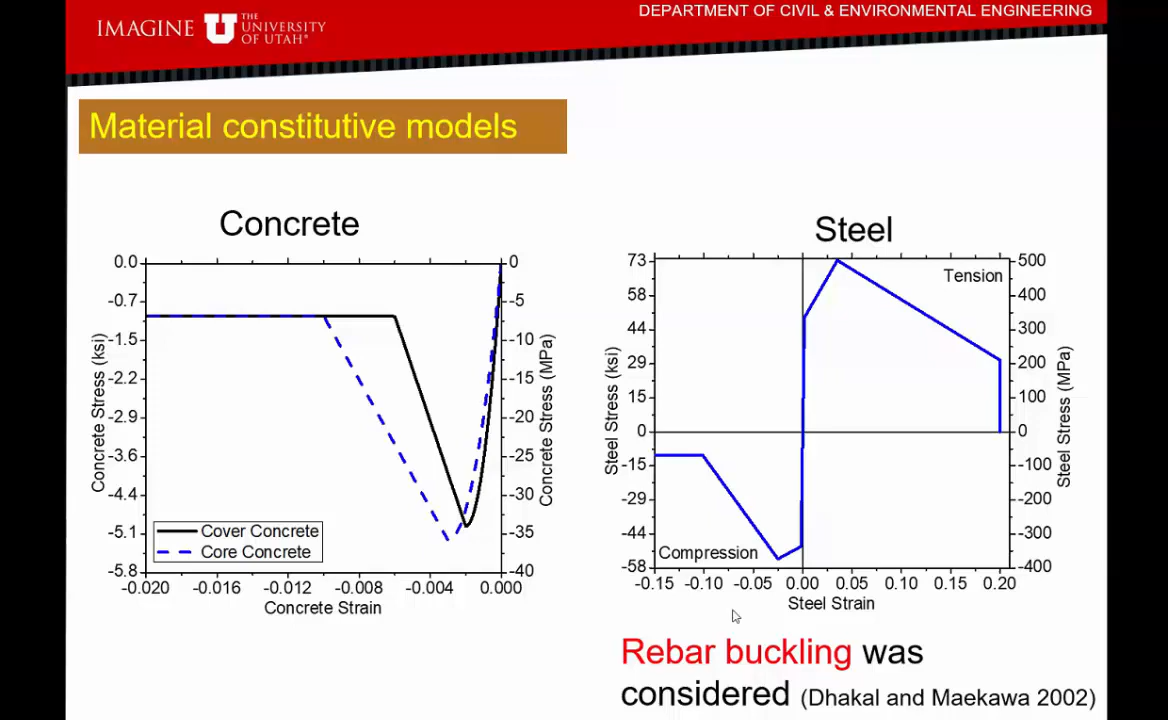 DEPARTMENT OF CIVIL & ENVIRONMENTAL ENGINEERING
IMAGINE U THE UNIVERSITY OF UTAH®
Material constitutive models
Concrete
0.0
-0.7
-1.5
-2.2
-2.9
-3.6
-4.4
-5.1
-5.8
Concrete Stress (ksi)
0
-5
-10
-15
-20
-25
-30
-35
-40
Concrete Stress (MPa)
Cover Concrete
Core Concrete
-0.020 -0.016 -0.012 -0.008 -0.004 0.000
Concrete Strain
Steel
73
58
44
29
15
0
-15
-29
-44
-58
Steel Stress (ksi)
Tension
Compression
500
400
300
200
100
0
-100
-200
-300
-400
Steel Stress (MPa)
-0.15 -0.10 -0.05 0.00 0.05 0.10 0.15 0.20
Steel Strain
Rebar buckling was
considered (Dhakal and Maekawa 2002)